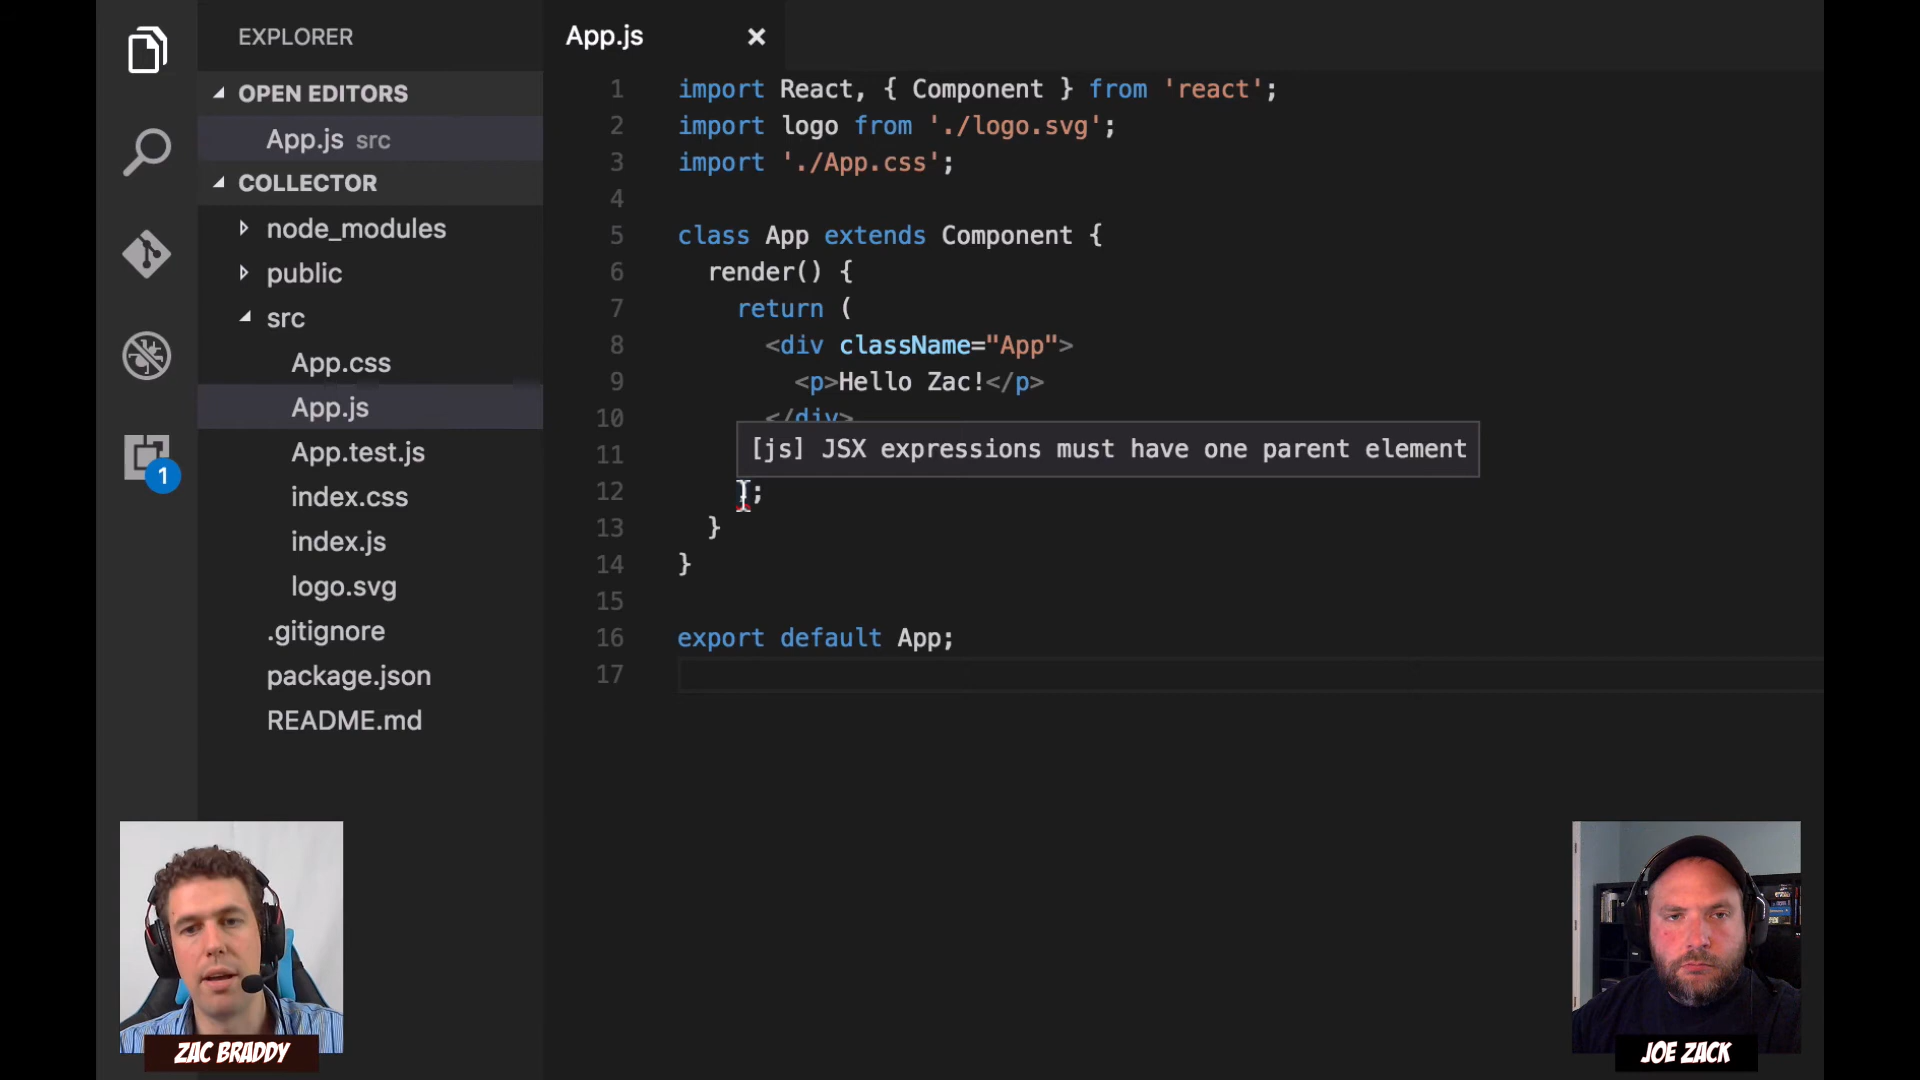 EXPLORER
OPEN EDITORS
App.js src
COLLECTOR
node_modules
public
src
App.css
App.js
App.test.js
index.css
index.js
logo.svg
.gitignore
package.json
README.md
1
App.js
1 import React, { Component } from 'react';
2 import logo from './logo.svg';
3 import './App.css';
4
5 class App extends Component {
6 render() {
7 return (
8 <div className="App">
9 <p>Hello Zac!</p>
10 </div>
[js] JSX expressions must have one parent element
11
12 ;
13 }
14 }
15
16 export default App;
17
ZAC BRADDY
JOE ZACK